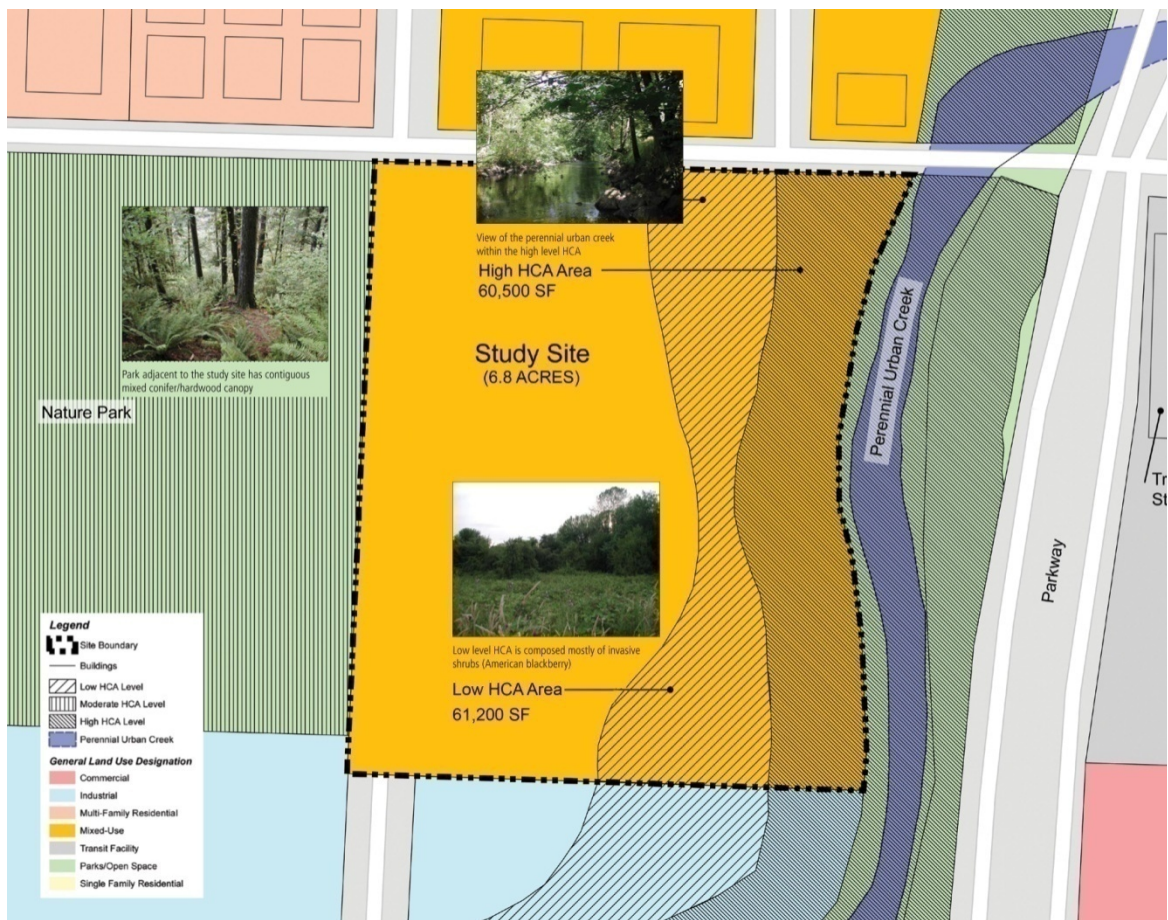 View of the perennial urban creek
within the high level HCA
High HCA Area
60,500 SF
Study Site
(6.8 ACRES)
Park adjacent to the study site has contiguous
mixed conifer/hardwood canopy
Nature Park
Perennial Urban Creek
Parkway
Tr
St
Low level HCA is composed mostly of invasive
shrubs (American blackberry)
Low HCA Area
61,200 SF
Legend
Site Boundary
Buildings
Low HCA Level
Moderate HCA Level
High HCA Level
Perennial Urban Creek
General Land Use Designation
Commercial
Industrial
Multi-Family Residential
Mixed-Use
Transit Facility
Parks/Open Space
Single Family Residential